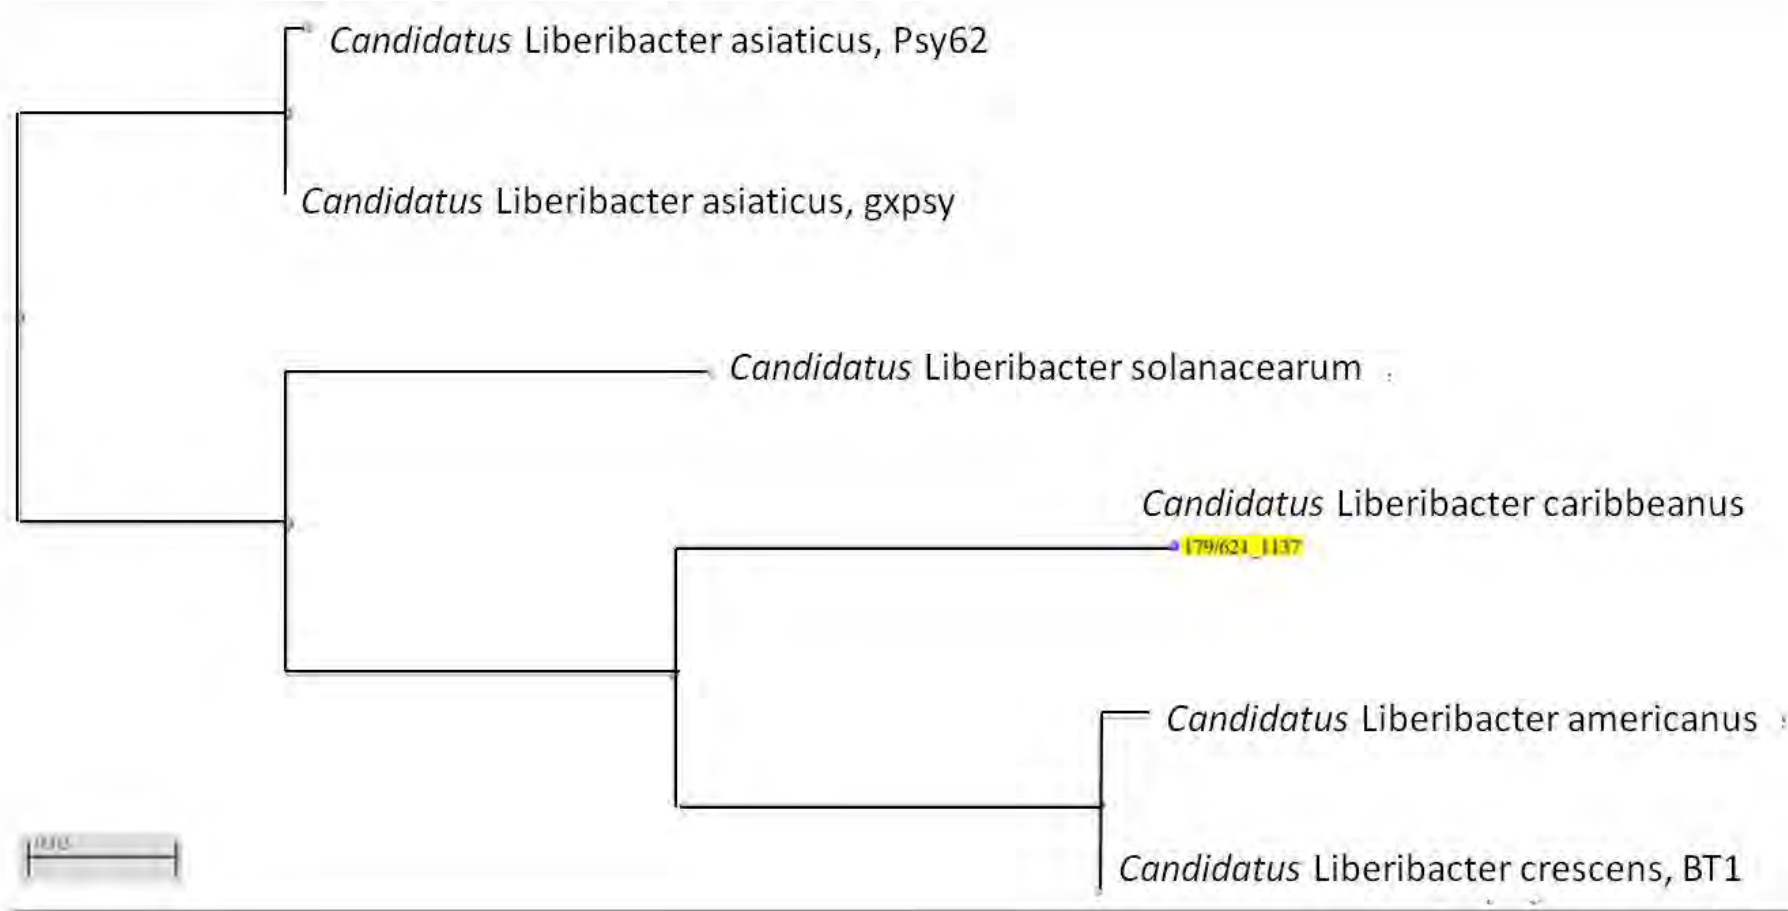 Candidatus Liberibacter asiaticus, Psy62
Candidatus Liberibacter asiaticus, gxpsy
Candidatus Liberibacter solanacearum
Candidatus Liberibacter caribbeanus
179/621_1137
Candidatus Liberibacter americanus
Candidatus Liberibacter crescens, BT1